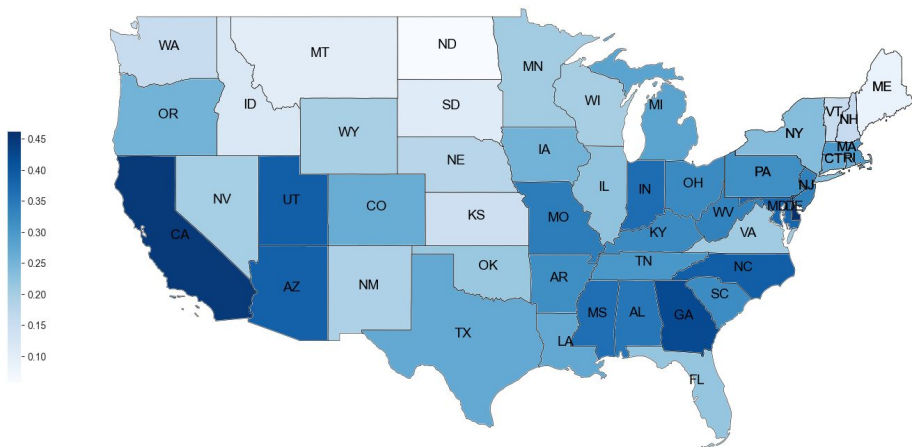 WA
MT
ND
MN
ME
OR
ID
SD
WI
MI
VT
NH
WY
NY
MA
CT
RI
0.45
NE
IA
PA
0.40
NV
UT
CO
IL
IN
OH
NJ
0.35
KS
MO
WV
MD
DE
0.30
CA
KY
VA
0.25
AZ
NM
OK
AR
TN
NC
0.20
SC
0.15
TX
LA
MS
AL
GA
0.10
FL